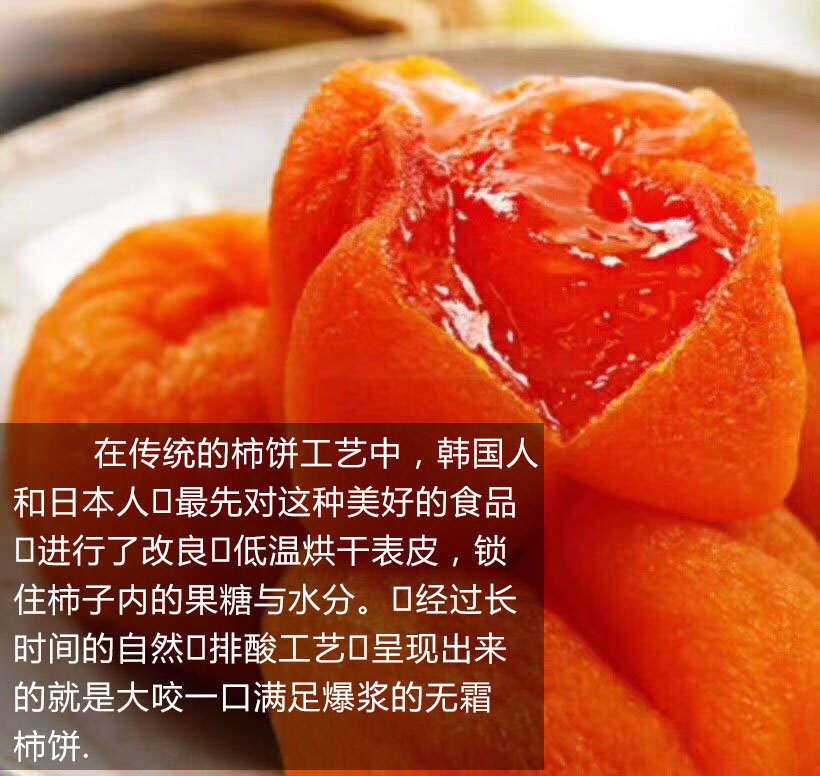 在传统的柿饼工艺中，韩国人
和日本人▯最先对这种美好的食品
▯进行了改良▯低温烘干表皮，锁
住柿子内的果糖与水分。▯经过长
时间的自然▯排酸工艺▯呈现出来
的就是大咬一口满足爆浆的无霜
柿饼.